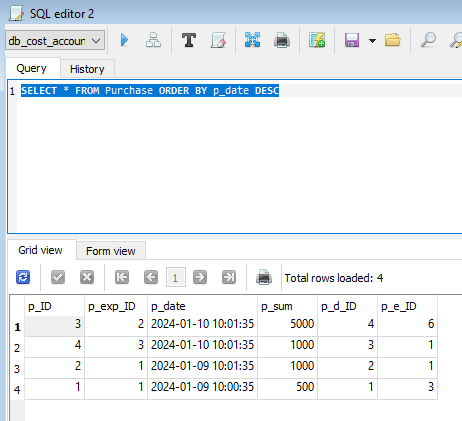 SQL editor 2
db_cost_accoun
Query History
1 SELECT * FROM Purchase ORDER BY p_date DESC
Grid view Form view
1 Total rows loaded: 4
p_ID p_exp_ID p_date p_sum p_d_ID p_e_ID
1 3 2 2024-01-10 10:01:35 5000 4 6
2 4 3 2024-01-10 10:01:35 1000 3 1
3 2 1 2024-01-09 10:01:35 1000 2 1
4 1 1 2024-01-09 10:00:35 500 1 3